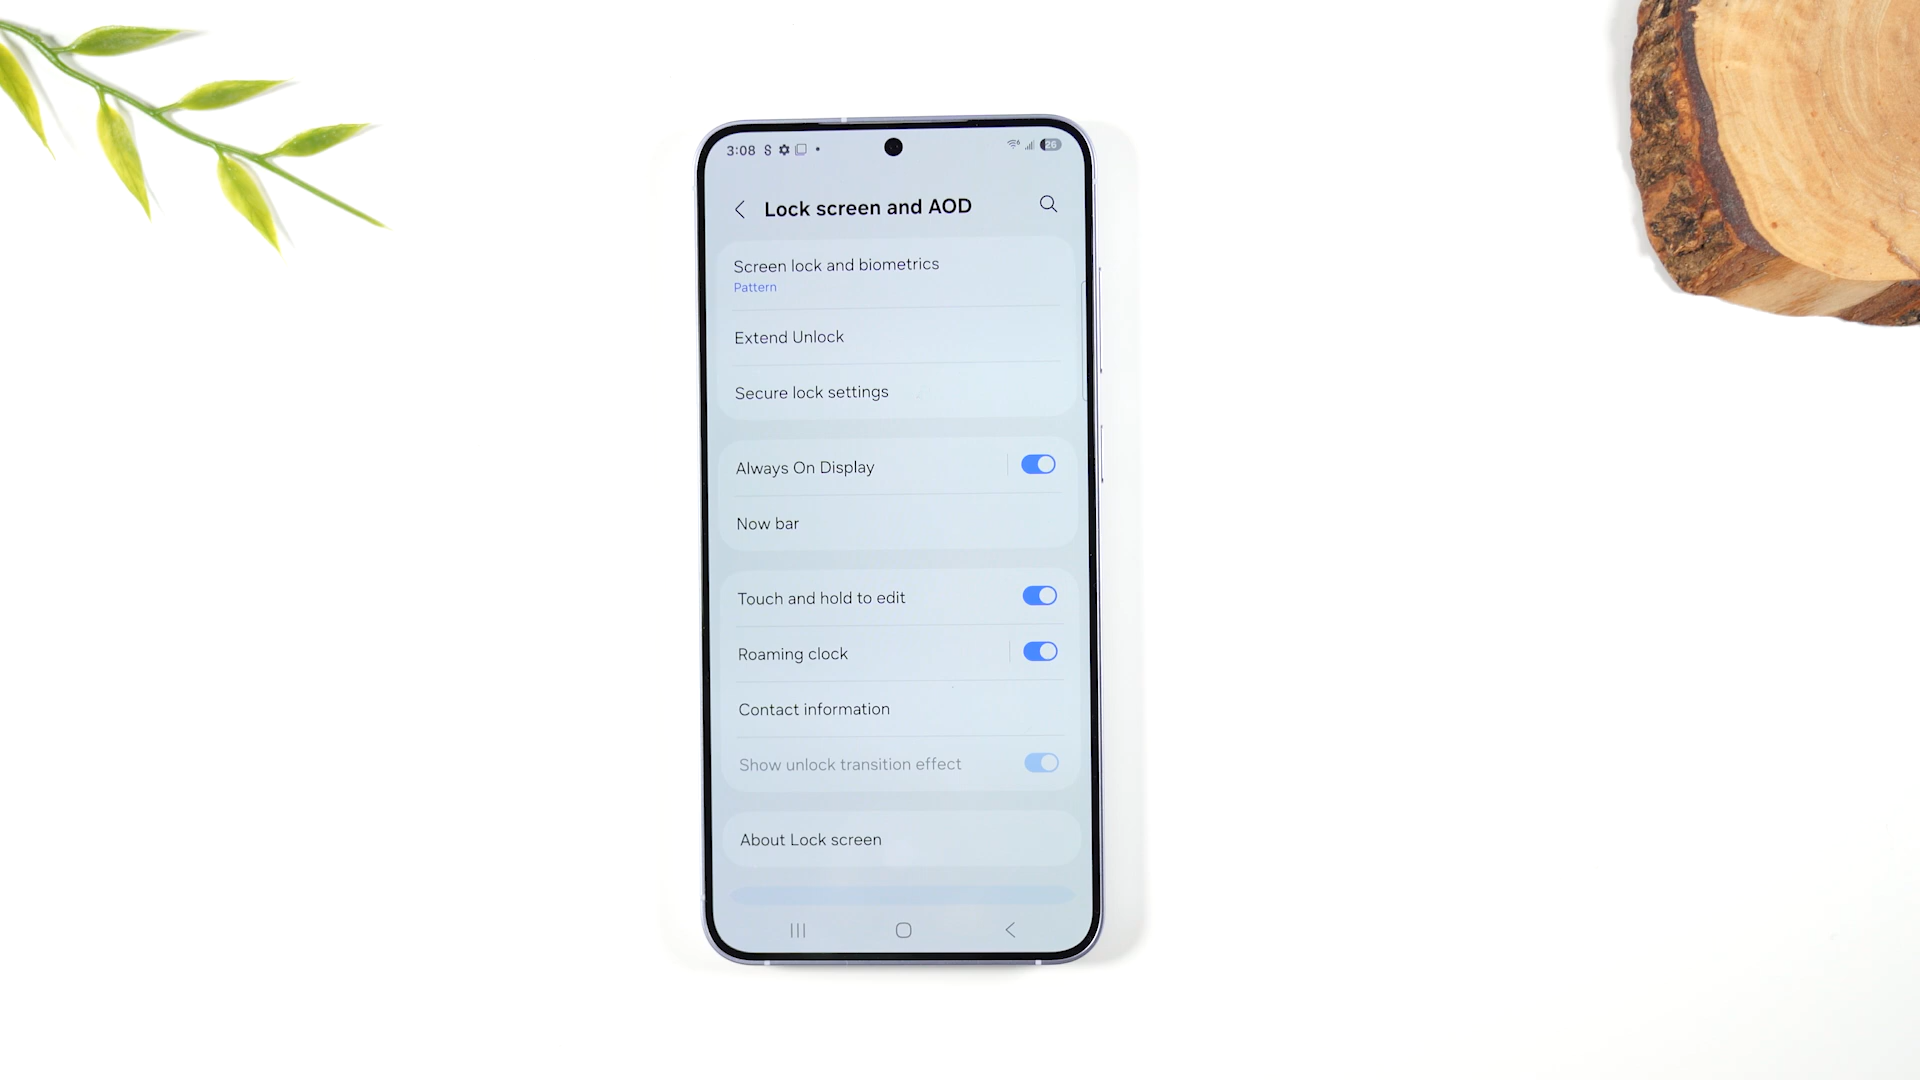 3:08
26
Lock screen and AOD
Screen lock and biometrics
Pattern
Extend Unlock
Secure lock settings
Always On Display
Now bar
Touch and hold to edit
Roaming clock
Contact information
Show unlock transition effect
About Lock screen